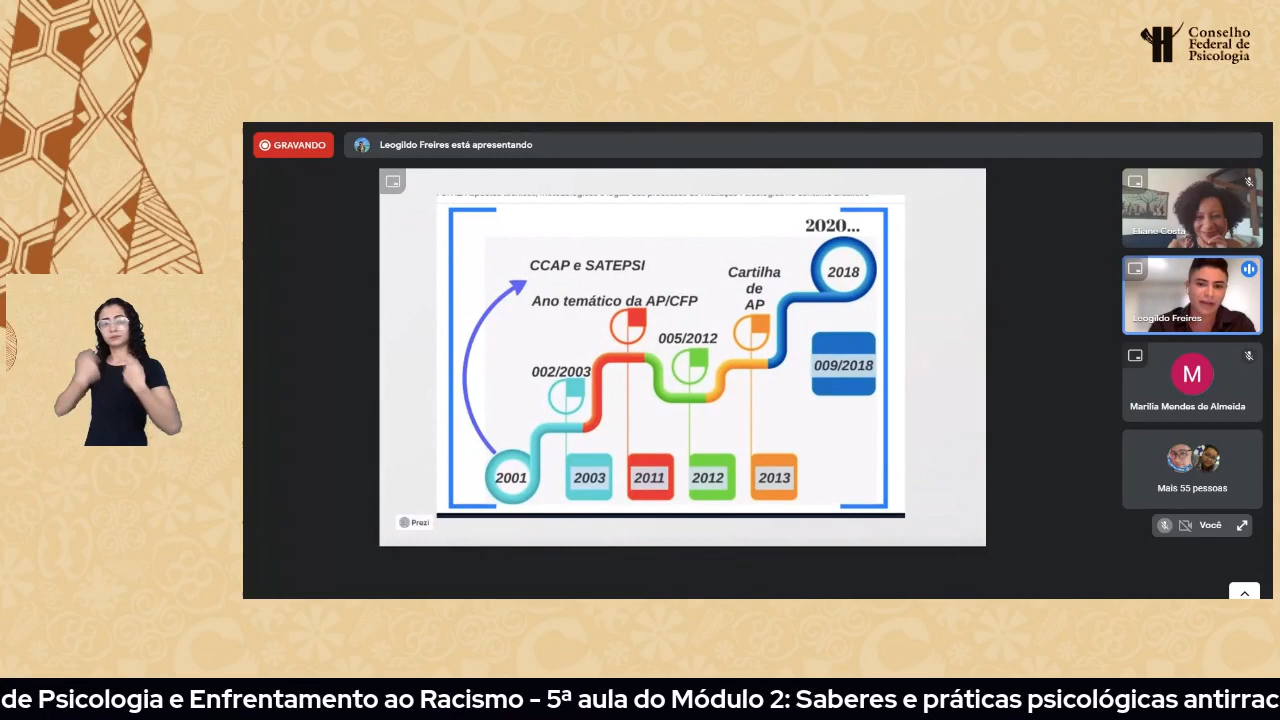 Conselho
Federal de
Psicologia
GRAVANDO
Leogildo Freires está apresentando
2020...
CCAP e SATEPSI
Cartilha
de
AP
2018
Ano temático da AP/CFP
005/2012
002/2003
009/2018
2001
2003
2011
2012
2013
Prezi
Eliane Costa
Leogildo Freires
M
Marilia Mendes de Almeida
Mais 55 pessoas
Você
de Psicologia e Enfrentamento ao Racismo - 5ª aula do Módulo 2: Saberes e práticas psicológicas antirrac